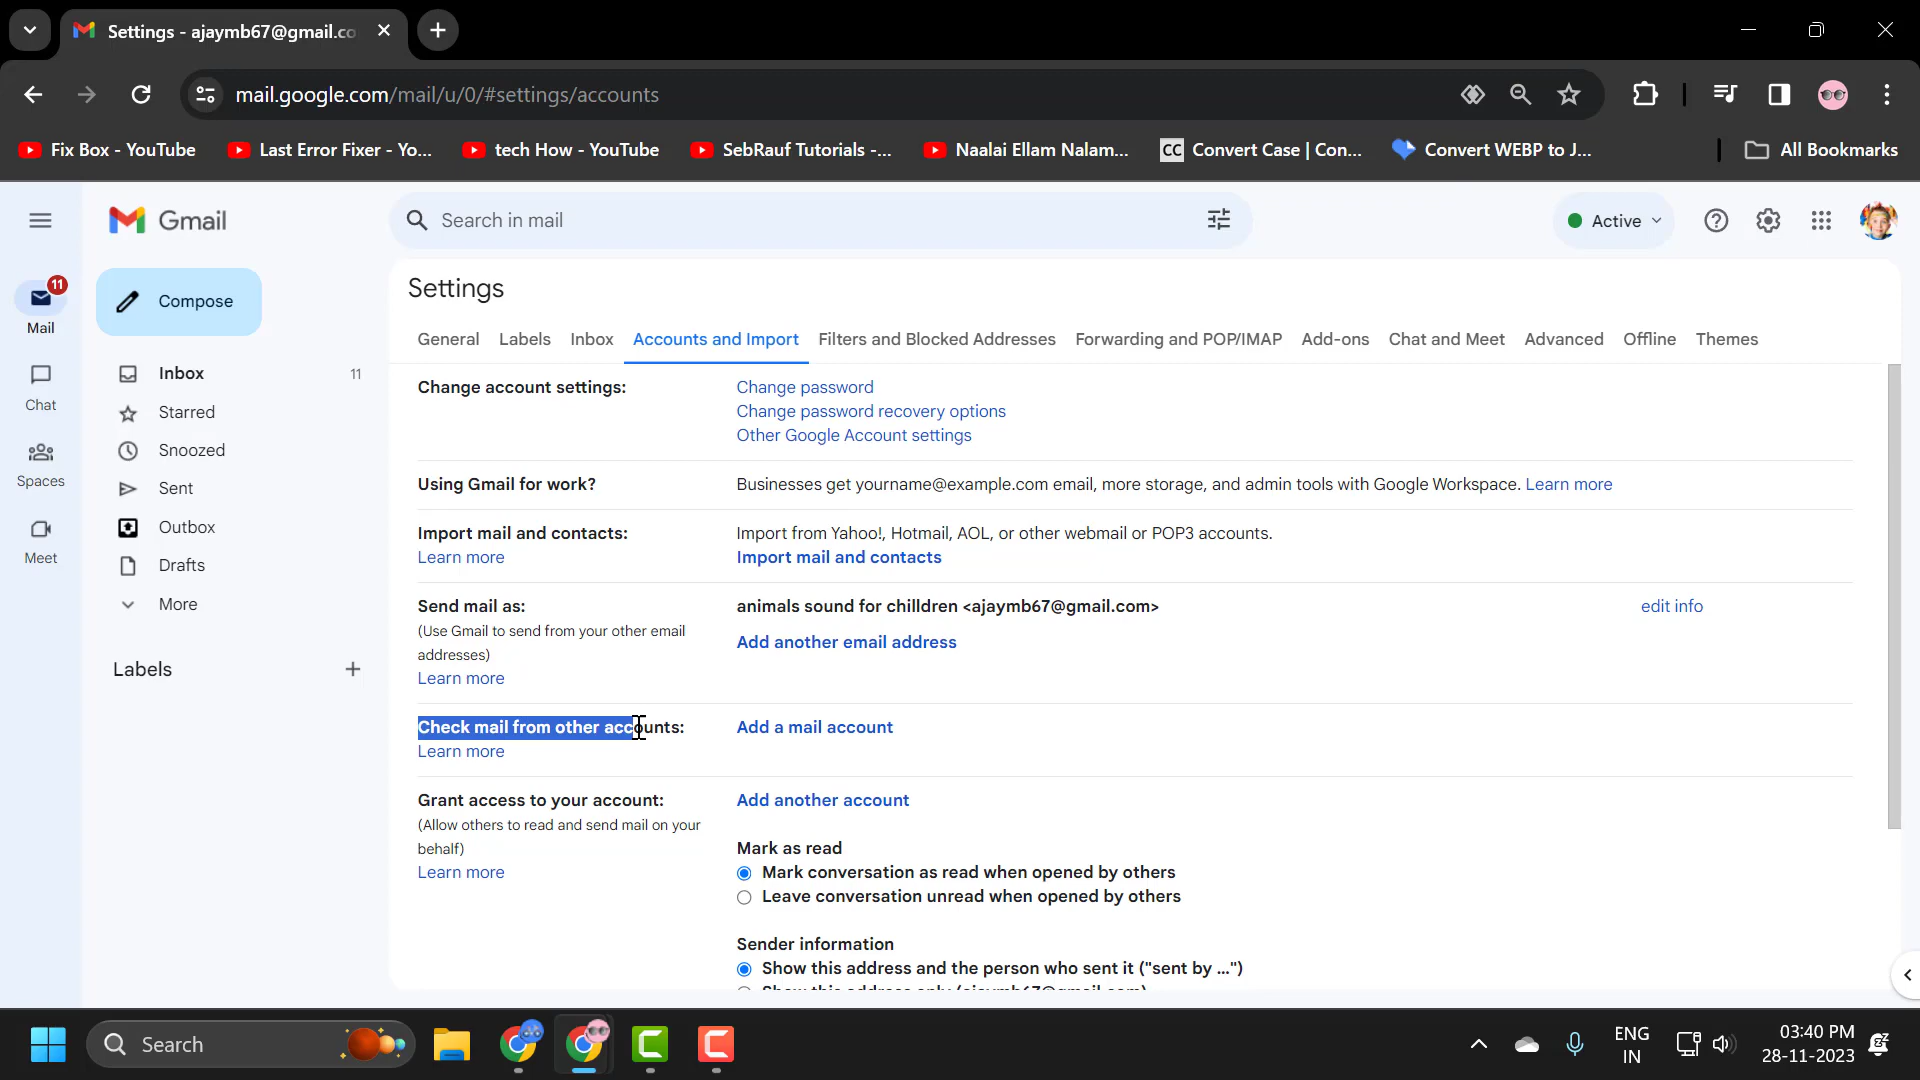 Settings - ajaymb67@gmail.co
mail.google.com/mail/u/0/#settings/accounts
Fix Box - YouTube
Last Error Fixer - Yo...
tech How - YouTube
SebRauf Tutorials -...
Naalai Ellam Nalam...
CC Convert Case | Con...
Convert WEBP to J...
All Bookmarks
Gmail
Search in mail
Active
Compose
11
Mail
Chat
Spaces
Meet
Inbox 11
Starred
Snoozed
Sent
Outbox
Drafts
More
Labels
Settings
General Labels Inbox Accounts and Import Filters and Blocked Addresses Forwarding and POP/IMAP Add-ons Chat and Meet Advanced Offline Themes
Change account settings:
Change password
Change password recovery options
Other Google Account settings
Using Gmail for work?
Businesses get yourname@example.com email, more storage, and admin tools with Google Workspace. Learn more
Import mail and contacts:
Learn more
Import from Yahoo!, Hotmail, AOL, or other webmail or POP3 accounts.
Import mail and contacts
Send mail as:
(Use Gmail to send from your other email
addresses)
Learn more
animals sound for chilldren <ajaymb67@gmail.com>
edit info
Add another email address
Check mail from other accounts:
Learn more
Add a mail account
Grant access to your account:
(Allow others to read and send mail on your
behalf)
Learn more
Add another account
Mark as read
Mark conversation as read when opened by others
Leave conversation unread when opened by others
Sender information
Show this address and the person who sent it ("sent by ...")
Show this address only (ajaymb67@gmail.com)
Search
ENG
IN
03:40 PM
28-11-2023